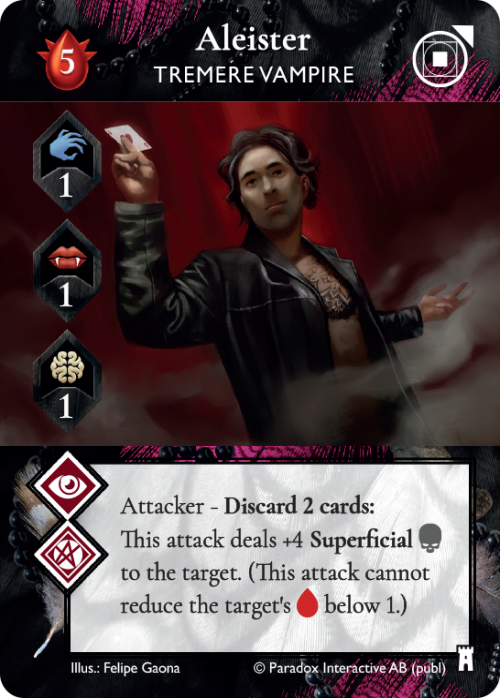 Aleister
5
TREMERE VAMPIRE
1
1
1
Attacker - Discard 2 cards:
This attack deals +4 Superficial
to the target. (This attack cannot
reduce the target's below 1.)
Illus.: Felipe Gaona © Paradox Interactive AB (publ)